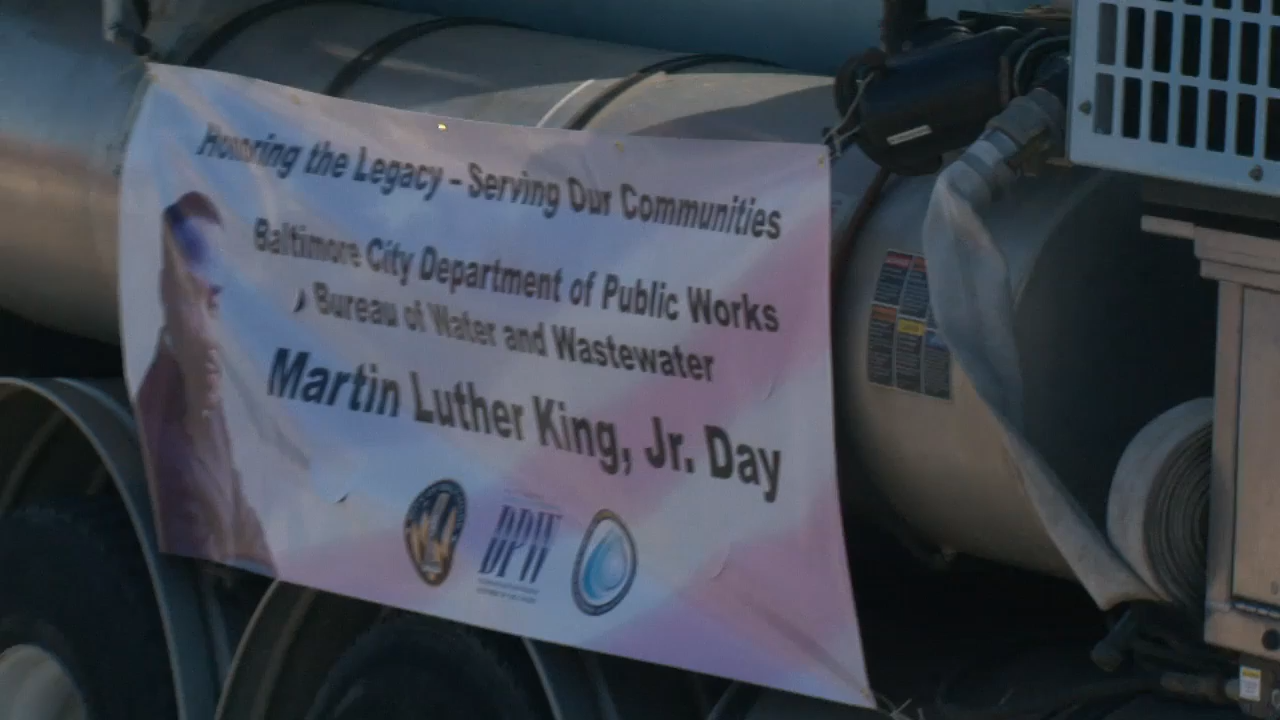 Honoring the Legacy - Serving Our Communities
Baltimore City Department of Public Works
Bureau of Water and Wastewater
Martin Luther King, Jr. Day
DPW